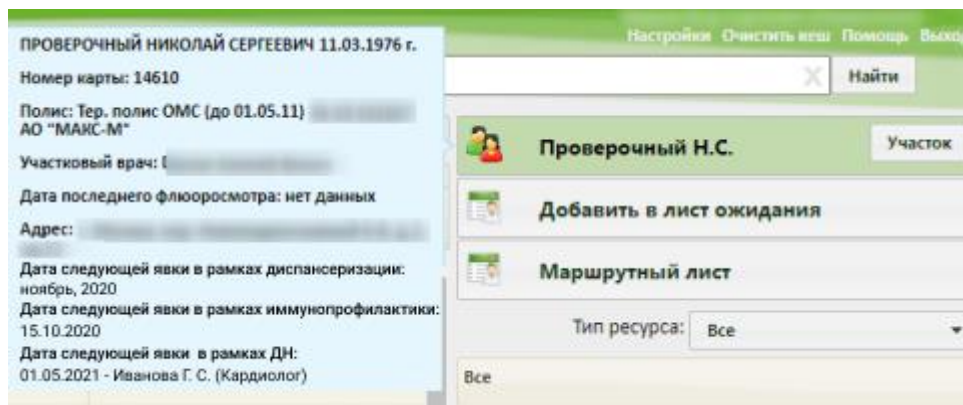 ПРОВЕРОЧНЫЙ НИКОЛАЙ СЕРГЕЕВИЧ 11.03.1976 г.
Номер карты: 14610
Полис: Тер. полис ОМС (до 01.05.11)
АО "МАКС-М"
Участковый врач:
Дата последнего флюоросмотра: нет данных
Адрес:
Дата следующей явки в рамках диспансеризации:
ноябрь, 2020
Дата следующей явки в рамках иммунопрофилактики:
15.10.2020
Дата следующей явки в рамках ДН:
01.05.2021 - Иванова Г. С. (Кардиолог)
Настройки Очистить кеш Помощь Выход
Найти
Проверочный Н.С.
Участок
Добавить в лист ожидания
Маршрутный лист
Тип ресурса: Все
Все